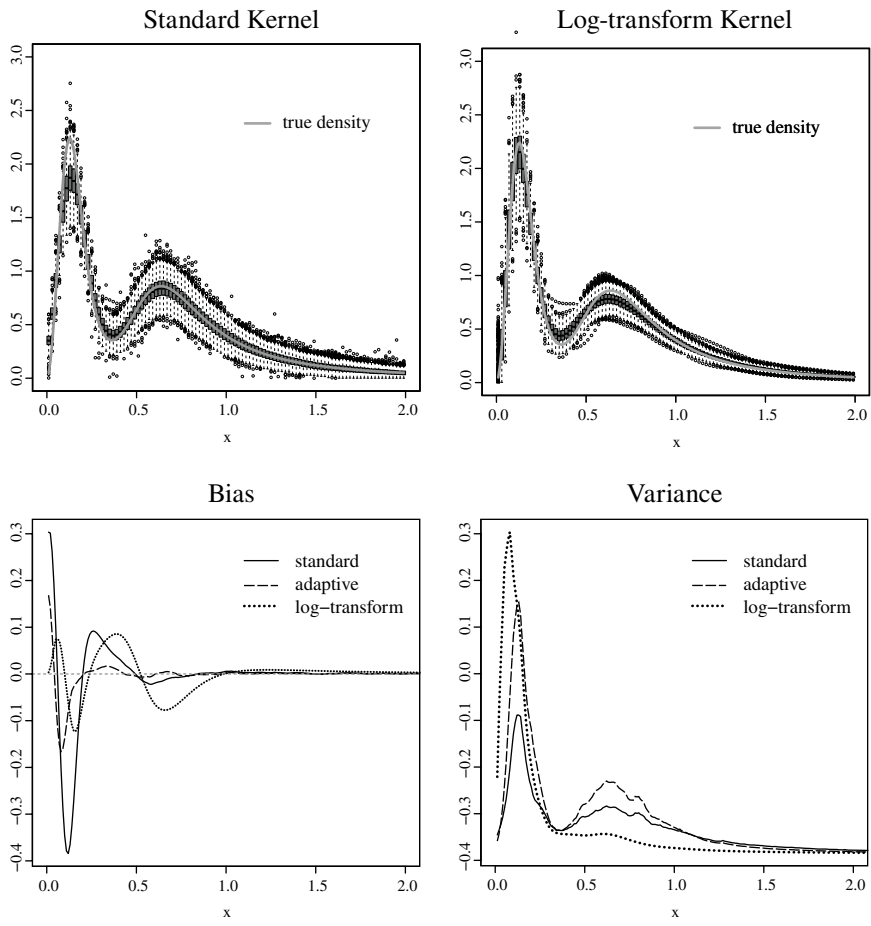 Standard Kernel
3.0
2.5
2.0
1.5
1.0
0.5
0.0
true density
0.0 0.5 1.0 1.5 2.0
x
Log-transform Kernel
3.0
2.5
2.0
1.5
1.0
0.5
0.0
true density
0.0 0.5 1.0 1.5 2.0
x
Bias
0.3
0.2
0.1
0.0
−0.1
−0.2
−0.3
−0.4
standard
adaptive
log−transform
0.0 0.5 1.0 1.5 2.0
x
Variance
0.3
0.2
0.1
0.0
−0.1
−0.2
−0.3
−0.4
standard
adaptive
log−transform
0.0 0.5 1.0 1.5 2.0
x